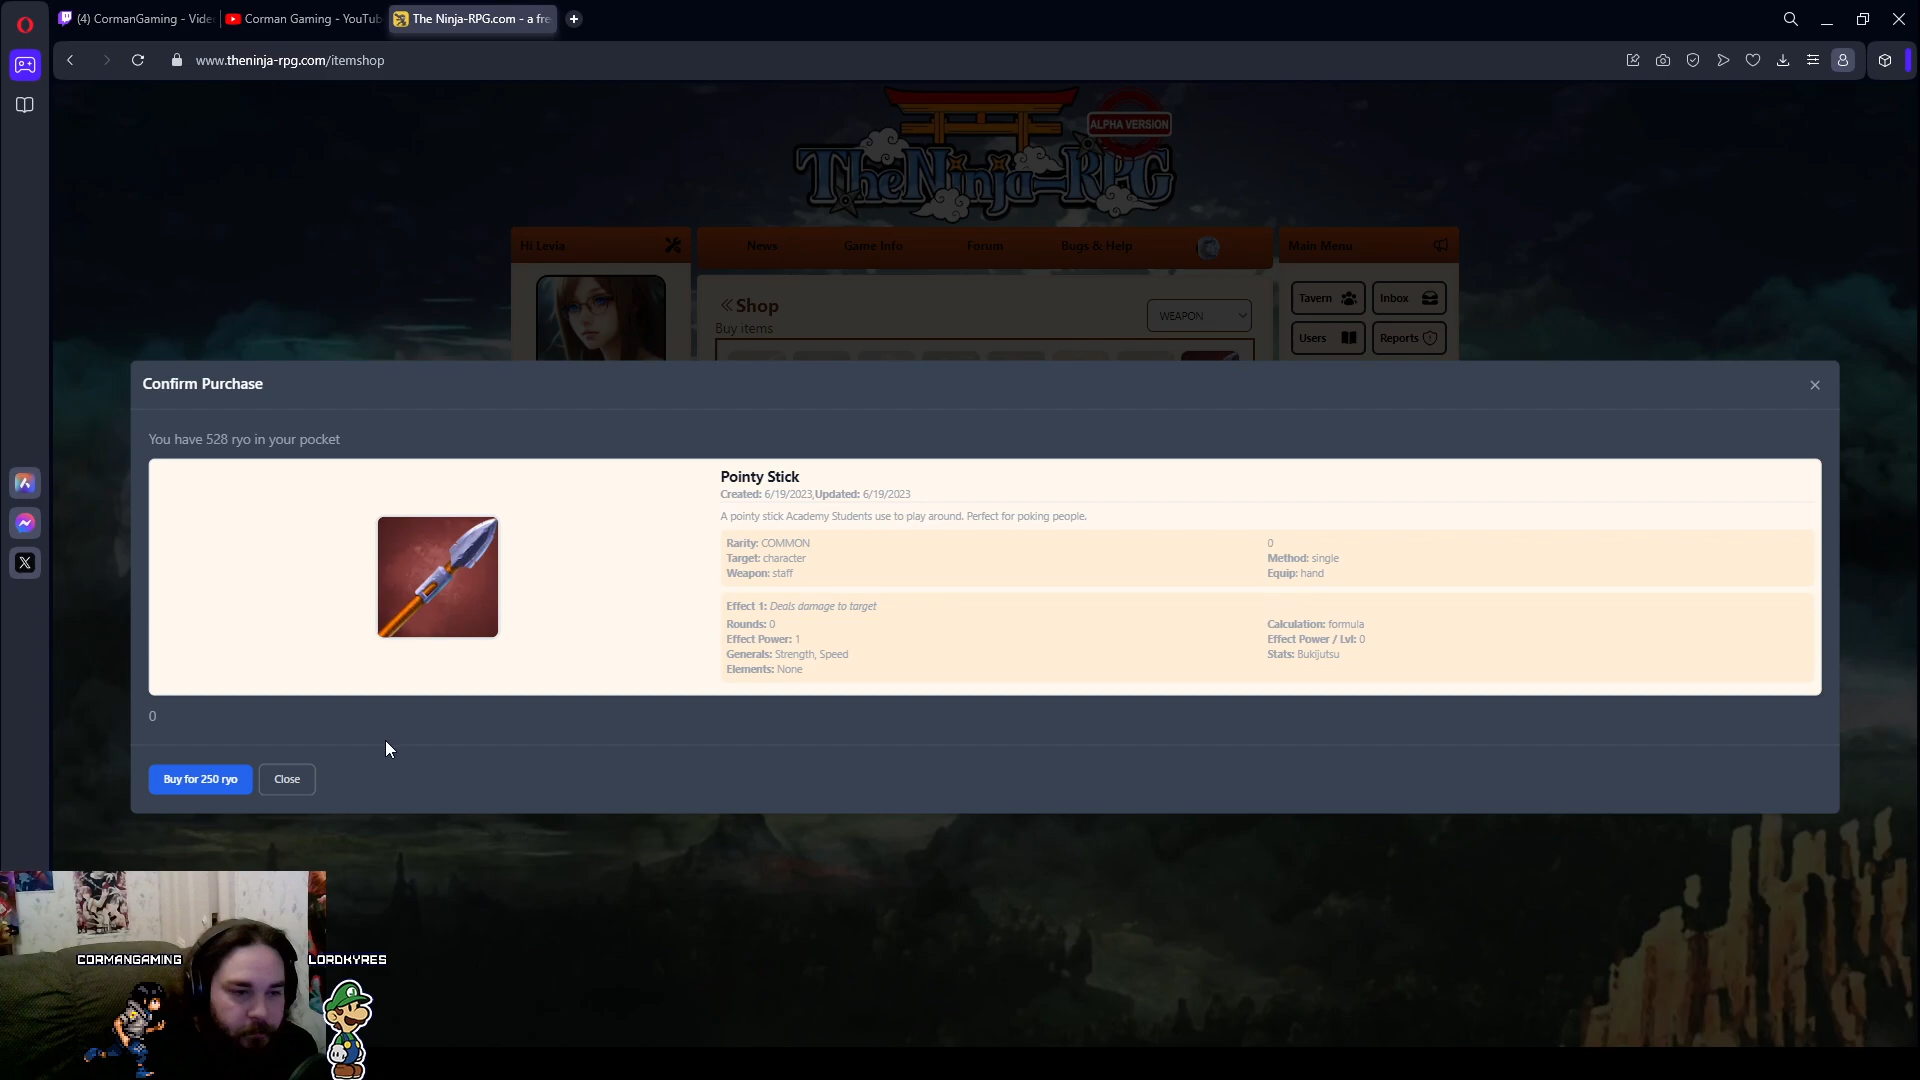 (4) CormanGaming - Vide
Corman Gaming - YouTub
The Ninja-RPG.com - a fre
www.theninja-rpg.com/itemshop
ALPHA VERSION
TheNinja-RPG
Hi Levia
News
Game Info
Forum
Bugs & Help
Main Menu
Shop
Buy items
WEAPON
Tavern
Inbox
Users
Reports
Confirm Purchase
You have 528 ryo in your pocket
Pointy Stick
Created: 6/19/2023,Updated: 6/19/2023
A pointy stick Academy Students use to play around. Perfect for poking people.
Rarity: COMMON
0
Target: character
Method: single
Weapon: staff
Equip: hand
Effect 1: Deals damage to target
Rounds: 0
Calculation: formula
Effect Power: 1
Effect Power / Lvl: 0
Generals: Strength, Speed
Stats: Bukijutsu
Elements: None
0
Buy for 250 ryo
Close
CORMANGAMING
LORDKYRES